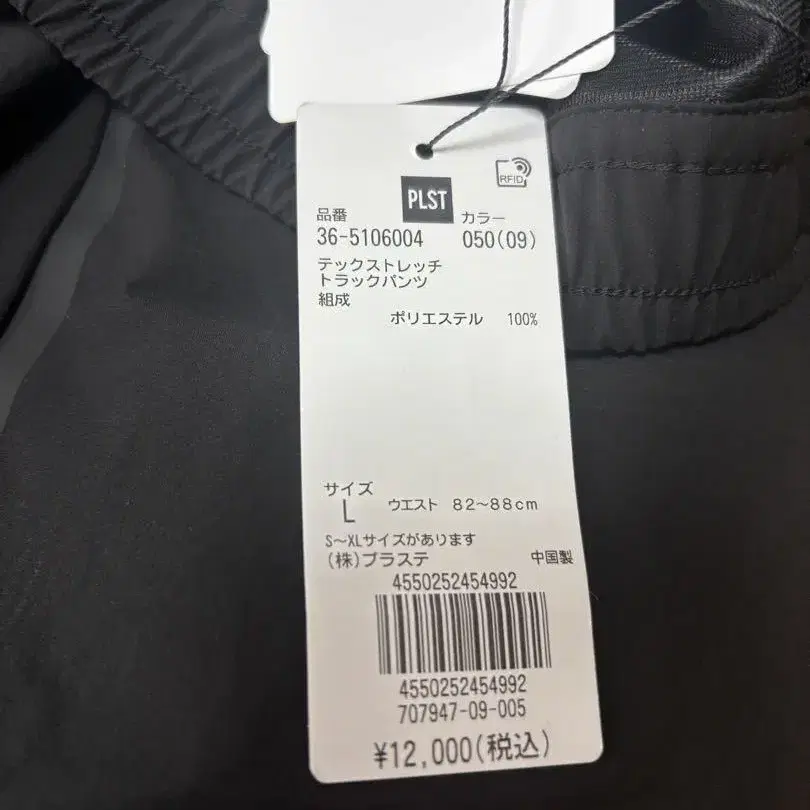 RFID
PLST
品番 カラー
36-5106004 050(09)
テックストレッチ
トラックパンツ
組成
ポリエステル 100%
サイズ
L ウエスト 82~88cm
S~XLサイズがあります
(株)プラステ 中国製
4550252454992
4550252454992
707947-09-005
¥12,000(税込)